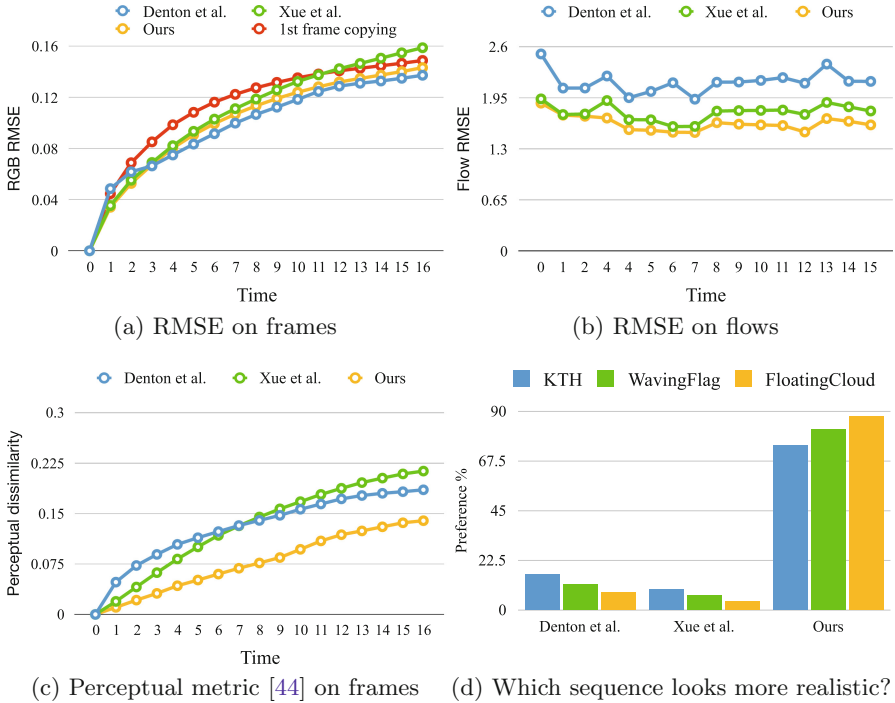 Denton et al. Xue et al.
Ours 1st frame copying
0.16
0.12
0.08
0.04
0
RGB RMSE
0 1 2 3 4 5 6 7 8 9 10 11 12 13 14 15 16
Time
(a) RMSE on frames
Denton et al. Xue et al. Ours
2.6
1.95
1.3
0.65
0
Flow RMSE
0 1 2 3 4 5 6 7 8 9 10 11 12 13 14 15
Time
(b) RMSE on flows
Denton et al. Xue et al. Ours
0.3
0.225
0.15
0.075
0
Perceptual dissimilarity
0 1 2 3 4 5 6 7 8 9 10 11 12 13 14 15 16
Time
(c) Perceptual metric [44] on frames
KTH WavingFlag FloatingCloud
90
67.5
45
22.5
0
Preference %
Denton et al. Xue et al. Ours
(d) Which sequence looks more realistic?